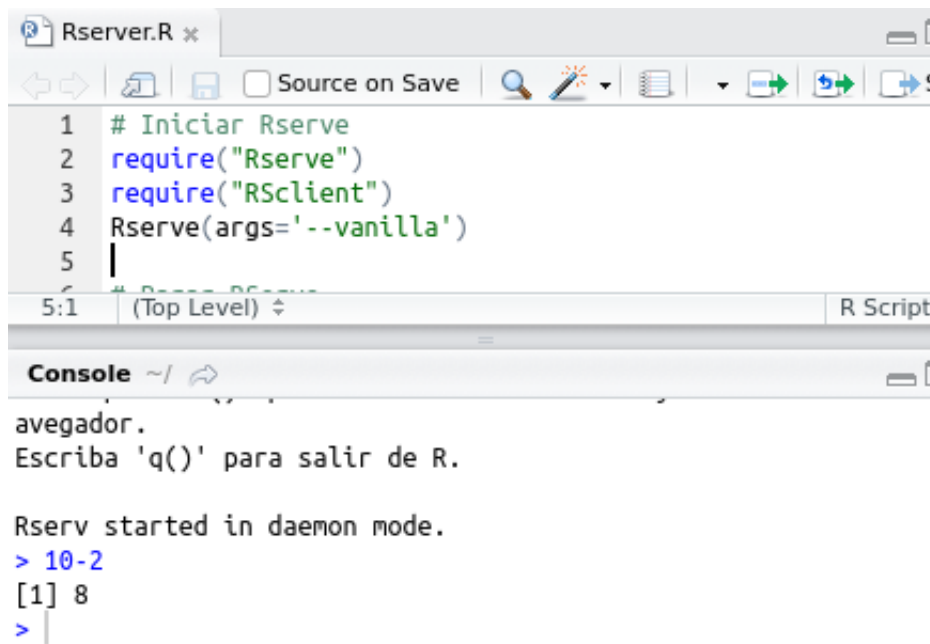 Rserver.R
Source on Save
1 # Iniciar Rserve
2 require("Rserve")
3 require("RSclient")
4 Rserve(args='--vanilla')
5
5:1 (Top Level) R Script
Console ~/
avegador.
Escriba 'q()' para salir de R.
Rserv started in daemon mode.
> 10-2
[1] 8
>